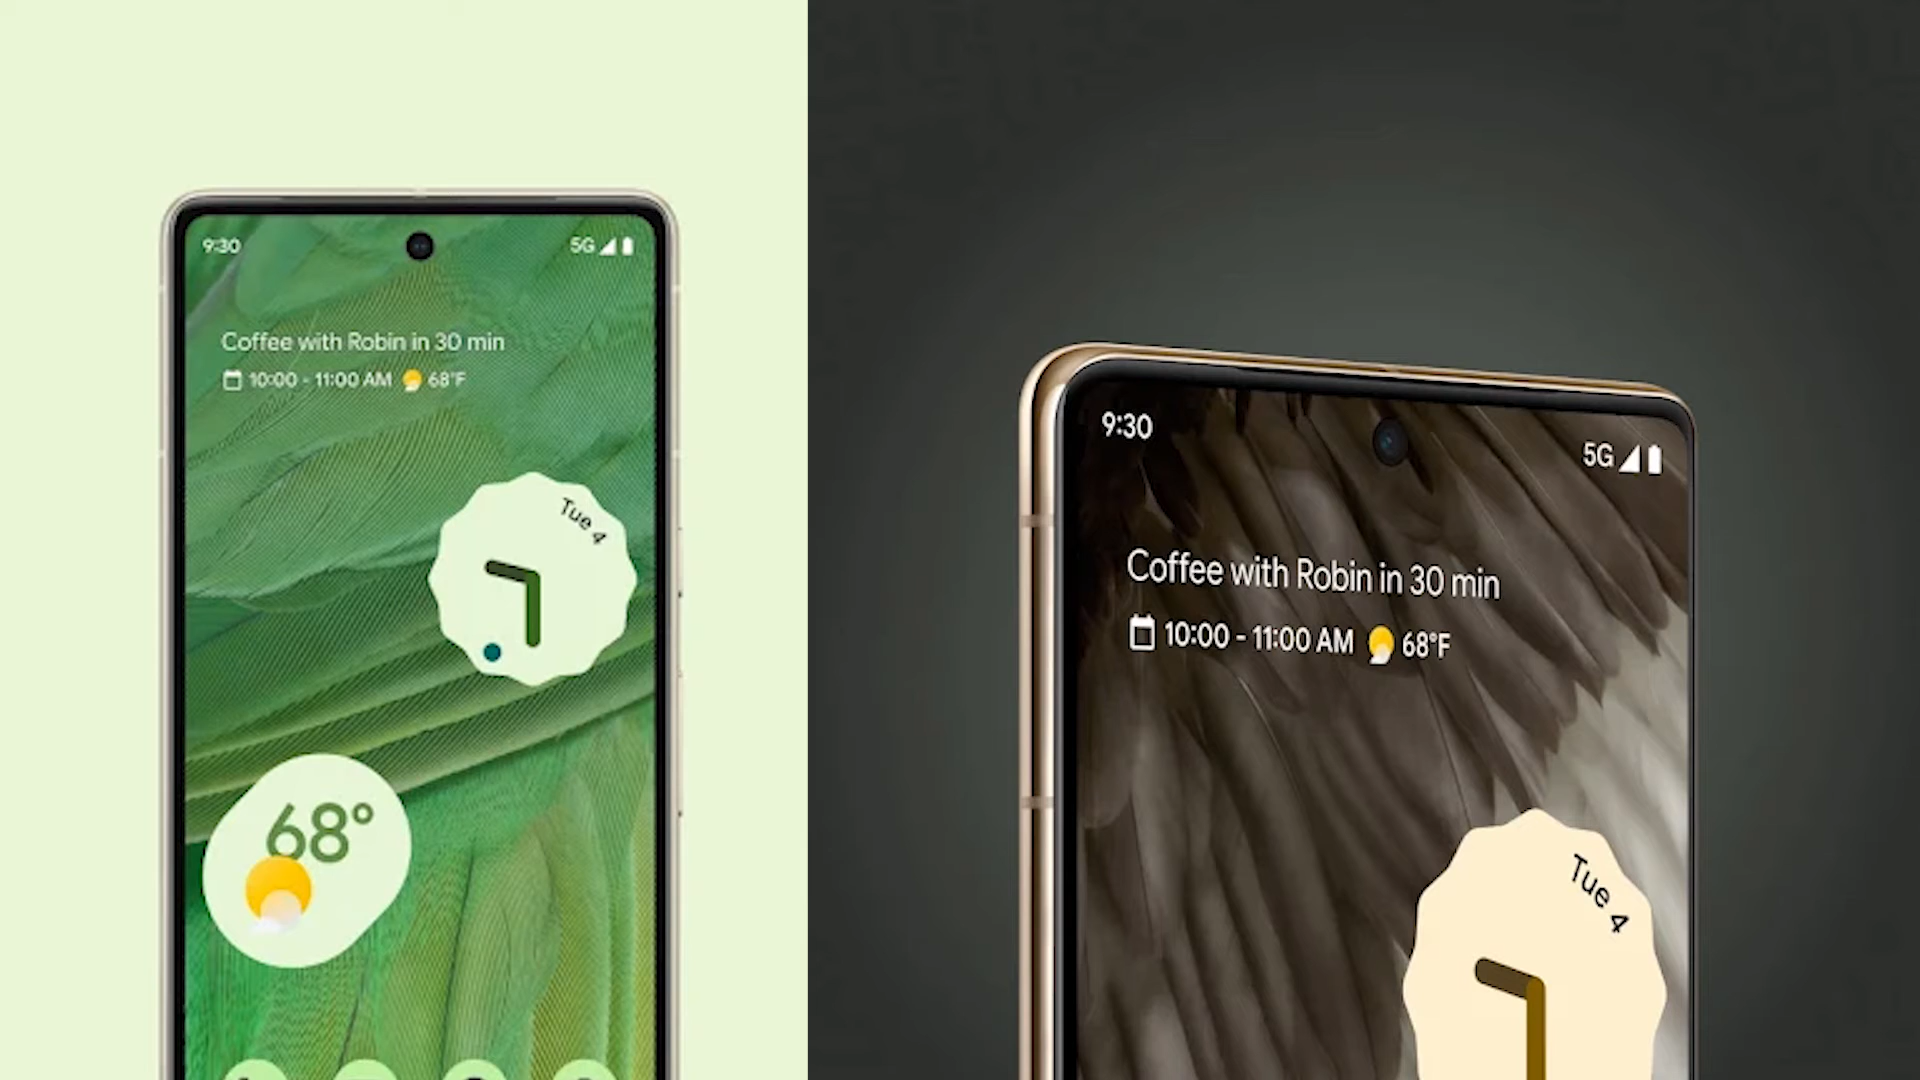 9:30
5G
Coffee with Robin in 30 min
10:00 - 11:00 AM 68°F
Tue 4
68°
9:30
5G
Coffee with Robin in 30 min
10:00 - 11:00 AM 68°F
Tue 4